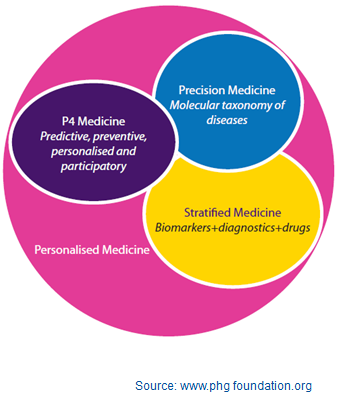 Precision Medicine
Molecular taxonomy of
diseases
P4 Medicine
Predictive, preventive,
personalised and
participatory
Stratified Medicine
Biomarkers+diagnostics+drugs
Personalised Medicine
Source: www.phg foundation.org